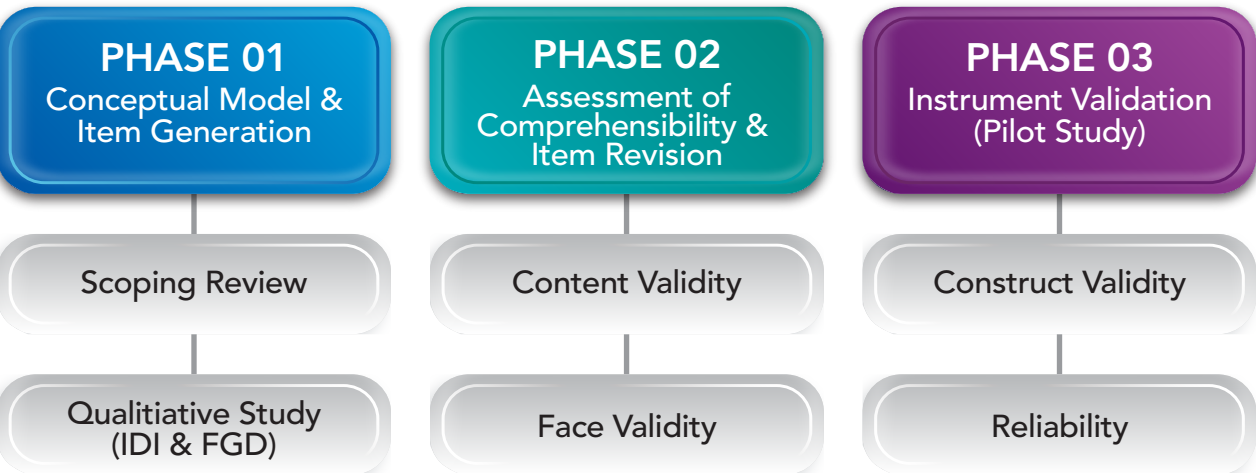 PHASE 01
Conceptual Model &
Item Generation
Scoping Review
Qualitiative Study
(IDI & FGD)
PHASE 02
Assessment of
Comprehensibility &
Item Revision
Content Validity
Face Validity
PHASE 03
Instrument Validation
(Pilot Study)
Construct Validity
Reliability